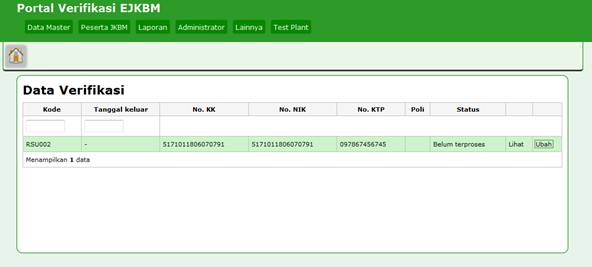 Portal Verifikasi EJKBM
Data Master Peserta JKBM Laporan Administrator Lainnya Test Plant
Data Verifikasi
Kode Tanggal keluar No. KK No. NIK No. KTP Poli Status
RSU002 - 5171011806070791 5171011806070791 097867456745 Belum terproses Lihat Ubah
Menampilkan 1 data